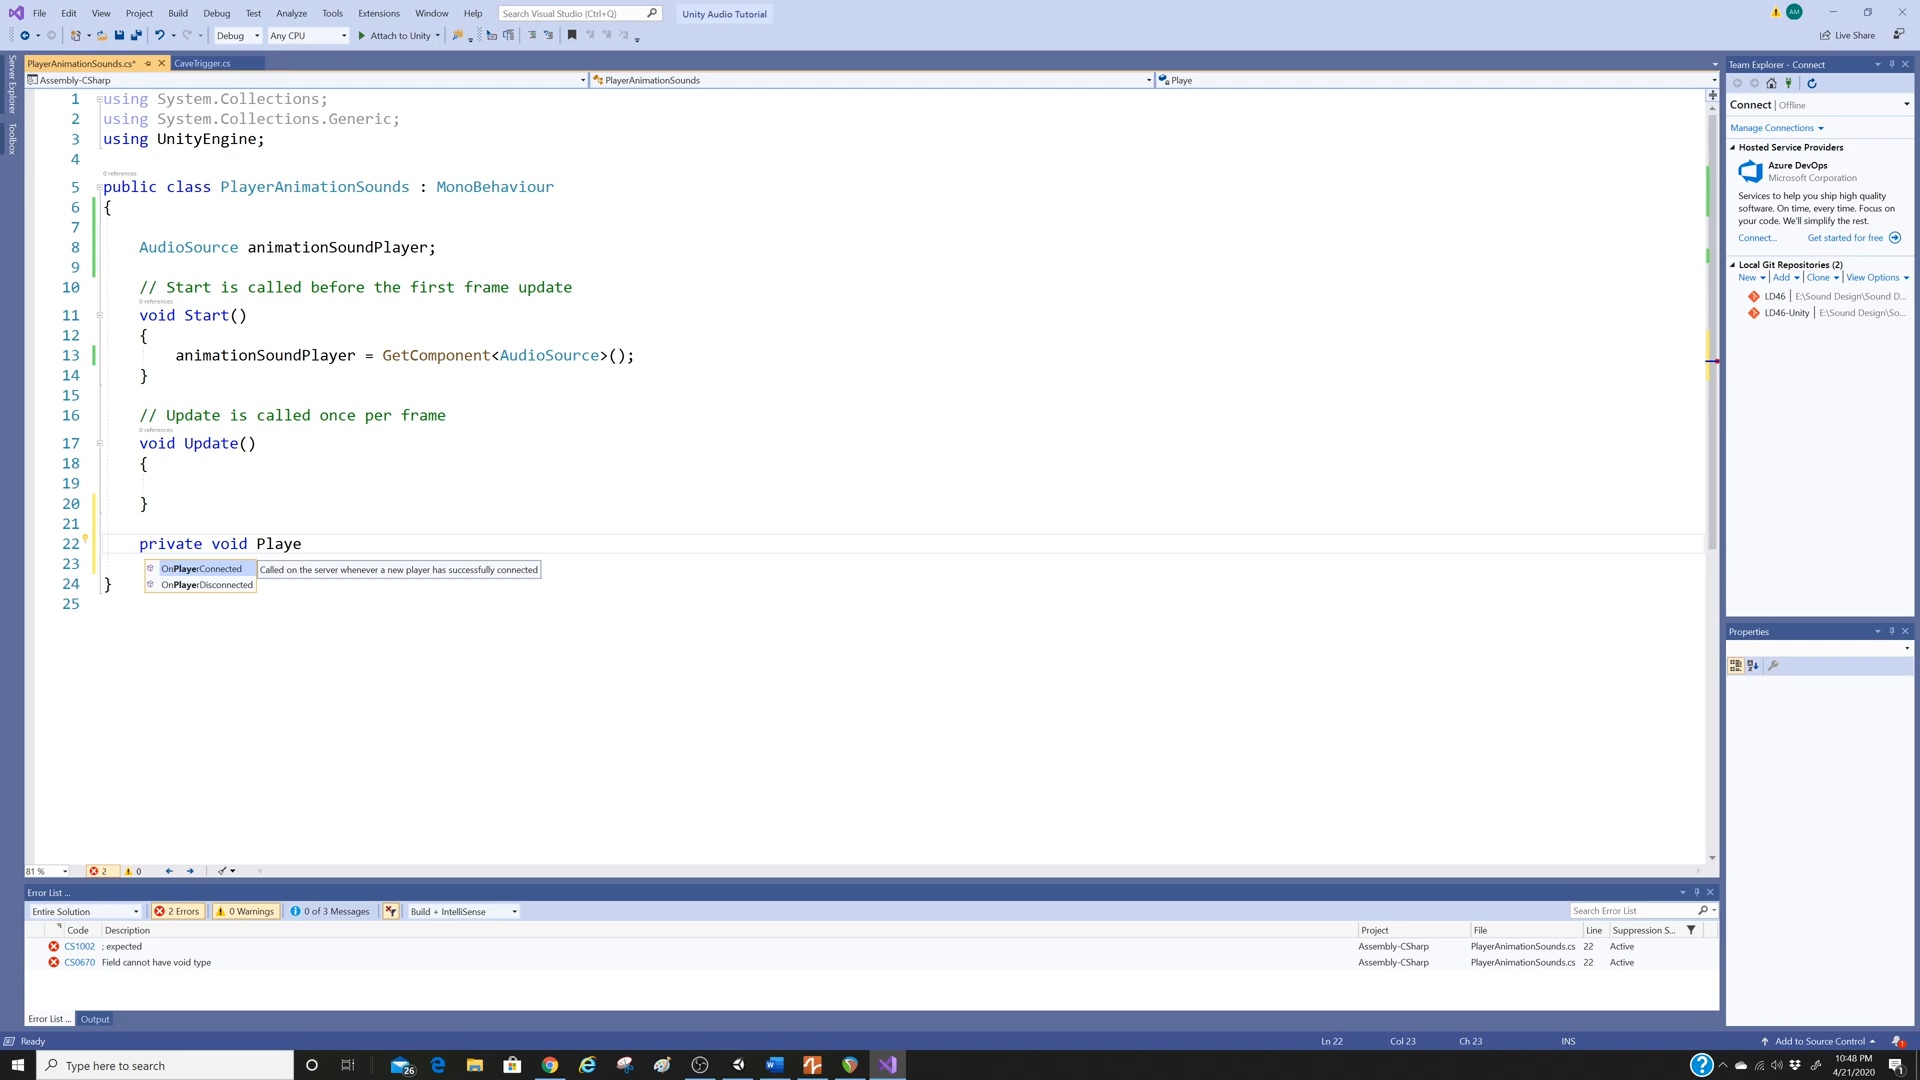 File Edit View Project Build Debug Test Analyze Tools Extensions Window Help Search Visual Studio (Ctrl+Q) Unity Audio Tutorial AM
Debug Any CPU Attach to Unity Live Share
Server Explorer
Toolbox
PlayerAnimationSounds.cs* CaveTrigger.cs
Assembly-CSharp PlayerAnimationSounds Playe
1 using System.Collections;
2 using System.Collections.Generic;
3 using UnityEngine;
4
0 references
5 public class PlayerAnimationSounds : MonoBehaviour
6 {
7
8 AudioSource animationSoundPlayer;
9
10 // Start is called before the first frame update
0 references
11 void Start()
12 {
13 animationSoundPlayer = GetComponent<AudioSource>();
14 }
15
16 // Update is called once per frame
0 references
17 void Update()
18 {
19
20 }
21
22 private void Playe
23
OnPlayerConnected Called on the server whenever a new player has successfully connected
OnPlayerDisconnected
24 }
25
81 % 2 0
Error List ...
Entire Solution 2 Errors 0 Warnings 0 of 3 Messages Build + IntelliSense Search Error List
Code Description Project File Line Suppression S...
CS1002 ; expected Assembly-CSharp PlayerAnimationSounds.cs 22 Active
CS0670 Field cannot have void type Assembly-CSharp PlayerAnimationSounds.cs 22 Active
Error List ... Output
Team Explorer - Connect
Connect | Offline
Manage Connections
Hosted Service Providers
Azure DevOps
Microsoft Corporation
Services to help you ship high quality
software. On time, every time. Focus on
your code. We'll simplify the rest.
Connect... Get started for free
Local Git Repositories (2)
New | Add | Clone | View Options
LD46 | E:\Sound Design\Sound D...
LD46-Unity | E:\Sound Design\So...
Properties
Ready Ln 22 Col 23 Ch 23 INS Add to Source Control 1
Type here to search 26 10:48 PM
4/21/2020 1